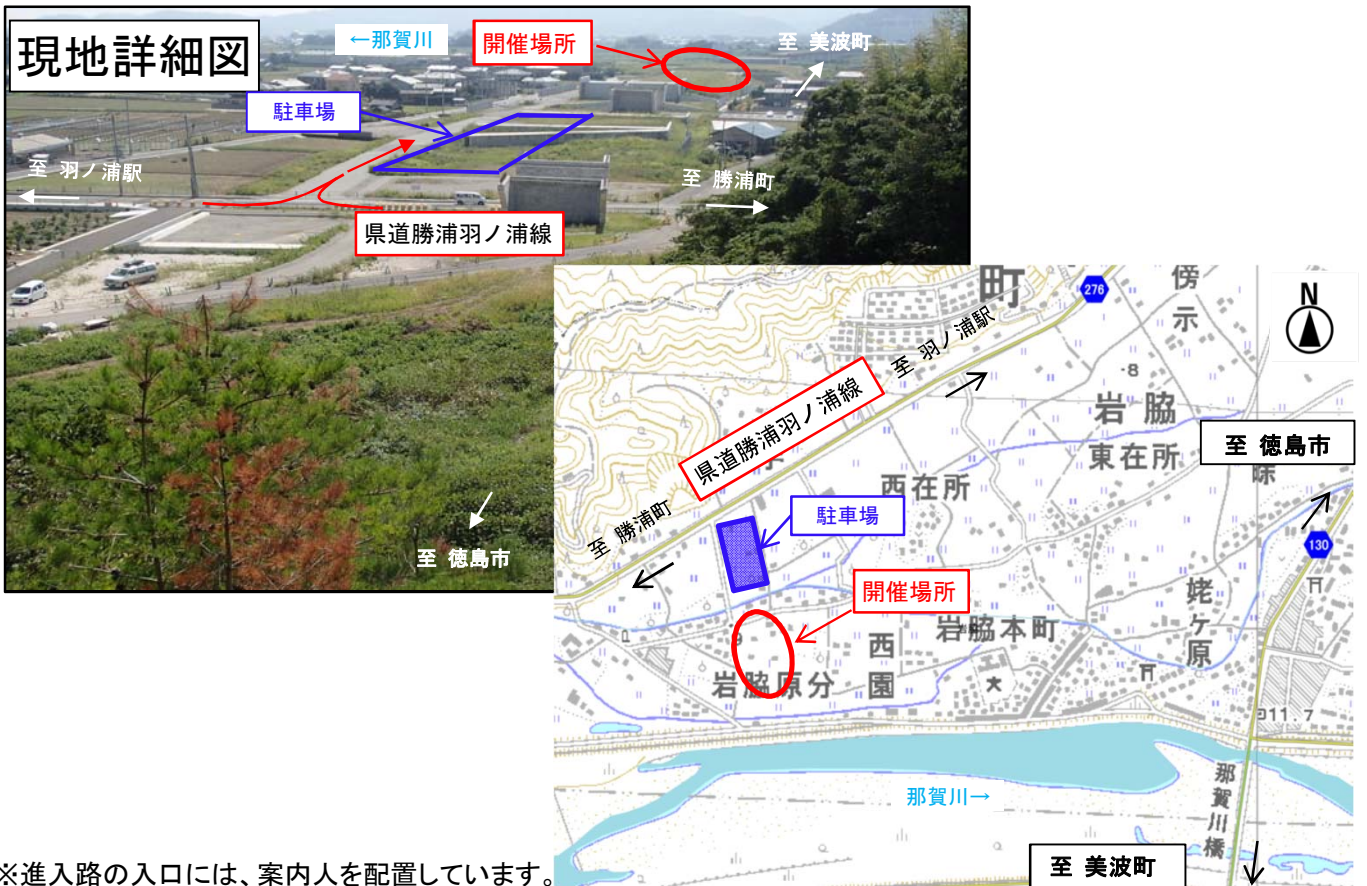 現地詳細図
←那賀川
開催場所
至 美波町
駐車場
至 羽ノ浦駅
至 勝浦町
県道勝浦羽ノ浦線
至 徳島市
町
276
傍示
N
至 羽ノ浦駅
県道勝浦羽ノ浦線
8
岩脇
東在所
至 徳島市
西在所
駐車場
至 勝浦町
130
開催場所
姥ケ原
岩脇本町
9
西園
岩脇原分
11.7
那賀川→
那賀川橋
至 美波町
※進入路の入口には、案内人を配置しています。